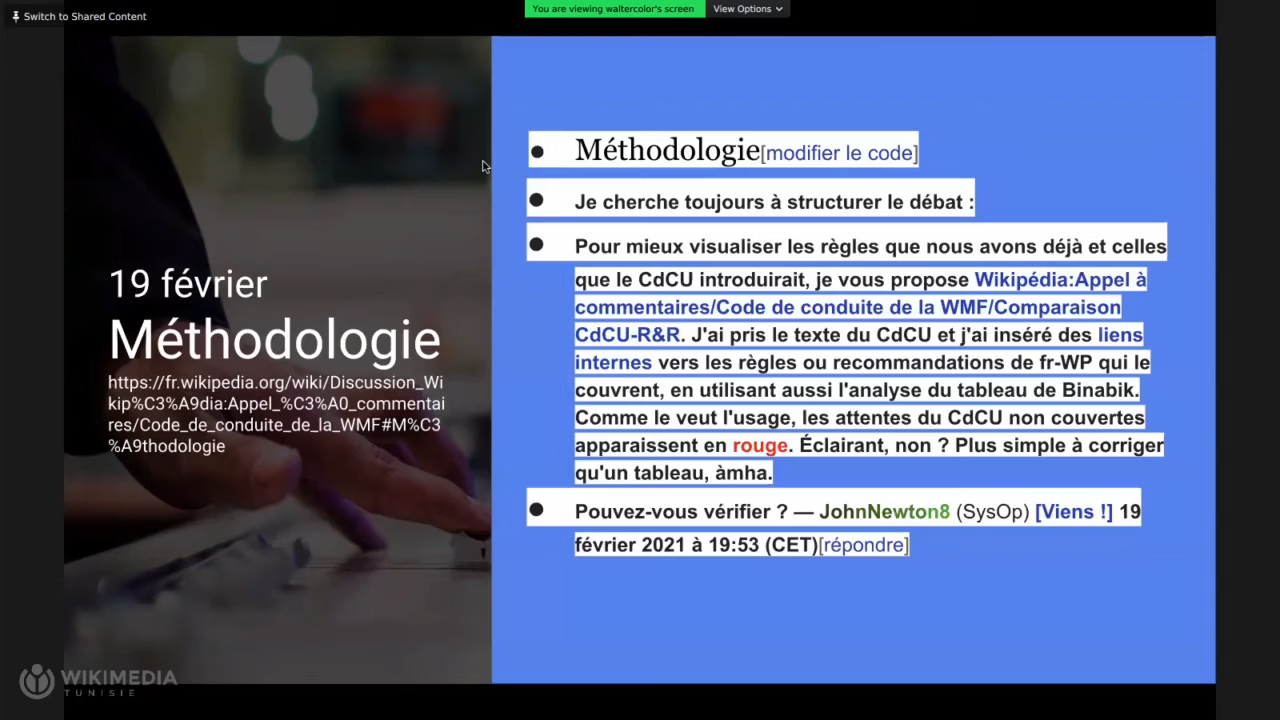 Switch to Shared Content
You are viewing waltercolor's screen
View Options
19 février
Méthodologie
https://fr.wikipedia.org/wiki/Discussion_Wi
kip%C3%A9dia:Appel_%C3%A0_commentai
res/Code_de_conduite_de_la_WMF#M%C3
%A9thodologie
● Méthodologie[modifier le code]
● Je cherche toujours à structurer le débat :
● Pour mieux visualiser les règles que nous avons déjà et celles
que le CdCU introduirait, je vous propose Wikipédia:Appel à
commentaires/Code de conduite de la WMF/Comparaison
CdCU-R&R. J'ai pris le texte du CdCU et j'ai inséré des liens
internes vers les règles ou recommandations de fr-WP qui le
couvrent, en utilisant aussi l'analyse du tableau de Binabik.
Comme le veut l'usage, les attentes du CdCU non couvertes
apparaissent en rouge. Éclairant, non ? Plus simple à corriger
qu'un tableau, àmha.
● Pouvez-vous vérifier ? — JohnNewton8 (SysOp) [Viens !] 19
février 2021 à 19:53 (CET)[répondre]
WIKIMEDIA
TUNISIE